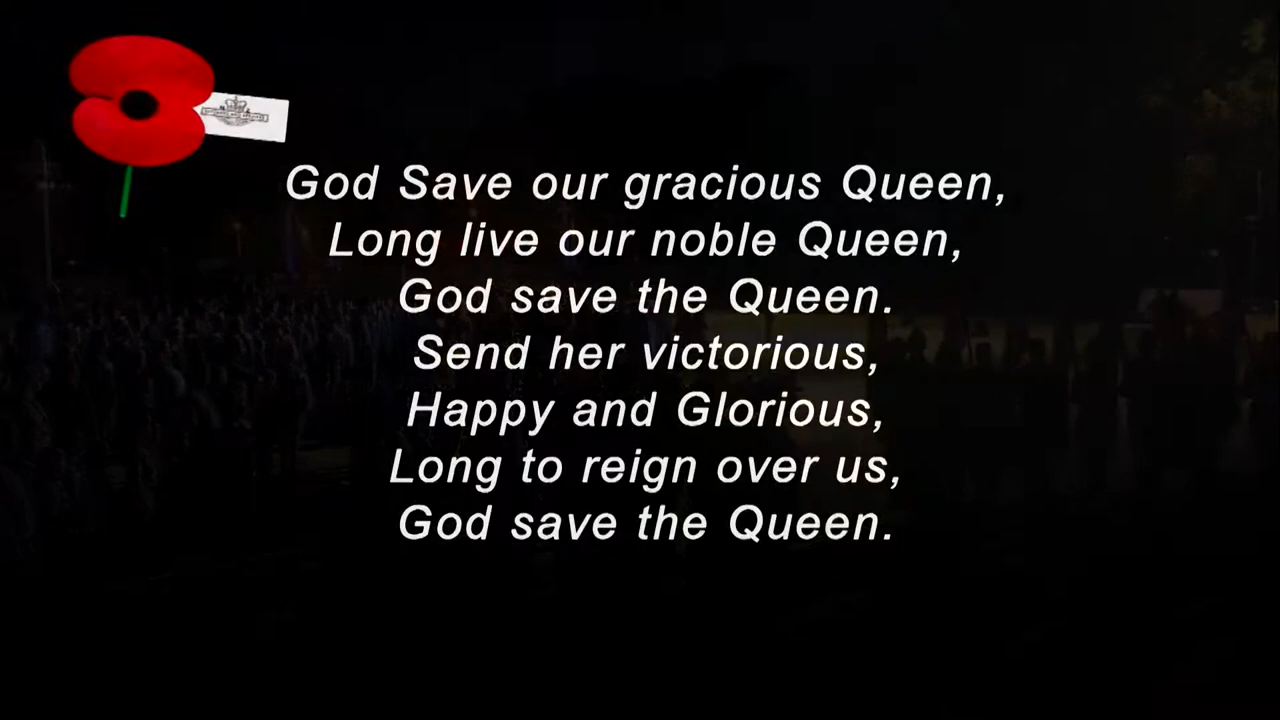 God Save our gracious Queen,
Long live our noble Queen,
God save the Queen.
Send her victorious,
Happy and Glorious,
Long to reign over us,
God save the Queen.